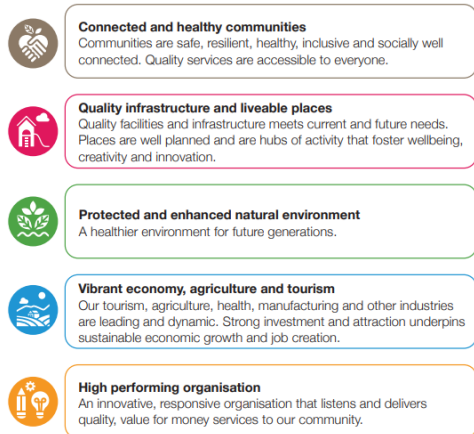 Connected and healthy communities
Communities are safe, resilient, healthy, inclusive and socially well
connected. Quality services are accessible to everyone.
Quality infrastructure and liveable places
Quality facilities and infrastructure meets current and future needs.
Places are well planned and are hubs of activity that foster wellbeing,
creativity and innovation.
Protected and enhanced natural environment
A healthier environment for future generations.
Vibrant economy, agriculture and tourism
Our tourism, agriculture, health, manufacturing and other industries
are leading and dynamic. Strong investment and attraction underpins
sustainable economic growth and job creation.
High performing organisation
An innovative, responsive organisation that listens and delivers
quality, value for money services to our community.